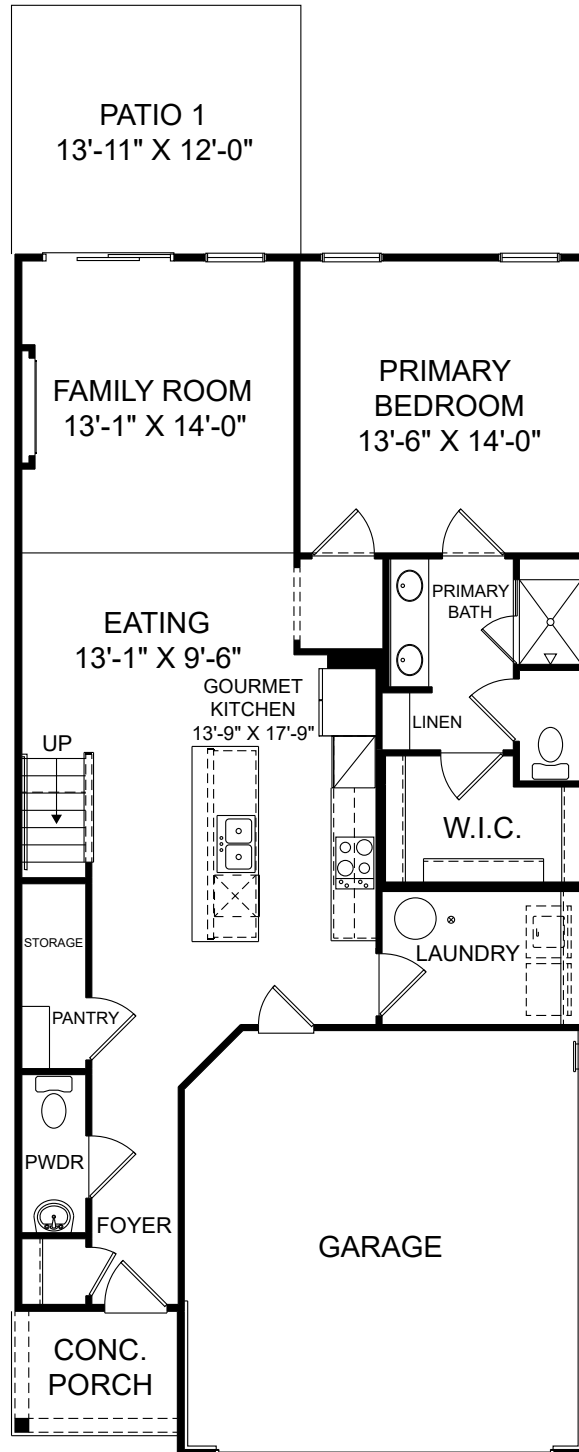 PATIO 1
13'-11" X 12'-0"
FAMILY ROOM
13'-1" X 14'-0"
PRIMARY
BEDROOM
13'-6" X 14'-0"
EATING
13'-1" X 9'-6"
PRIMARY
BATH
GOURMET
KITCHEN
13'-9" X 17'-9"
LINEN
UP
W.I.C.
STORAGE
LAUNDRY
PANTRY
PWDR
FOYER
GARAGE
CONC.
PORCH